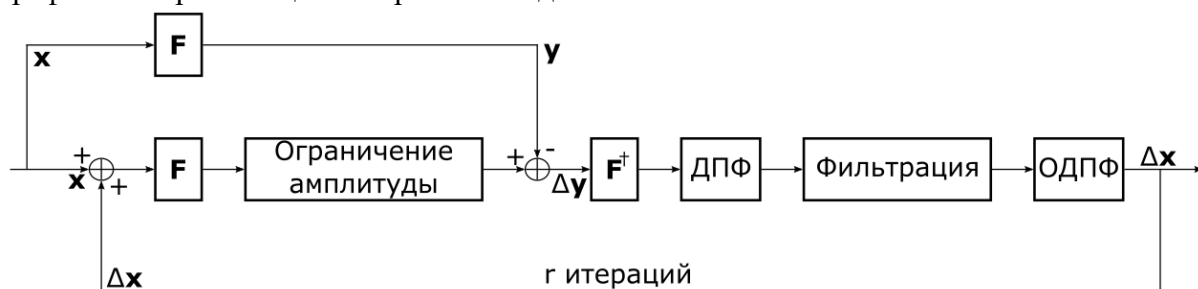 F
x
y
+
-
Ограничение
амплитуды
F
+
F†
ДПФ
Фильтрация
ОДПФ
Δx
x
+
Δy
Δx
r итераций